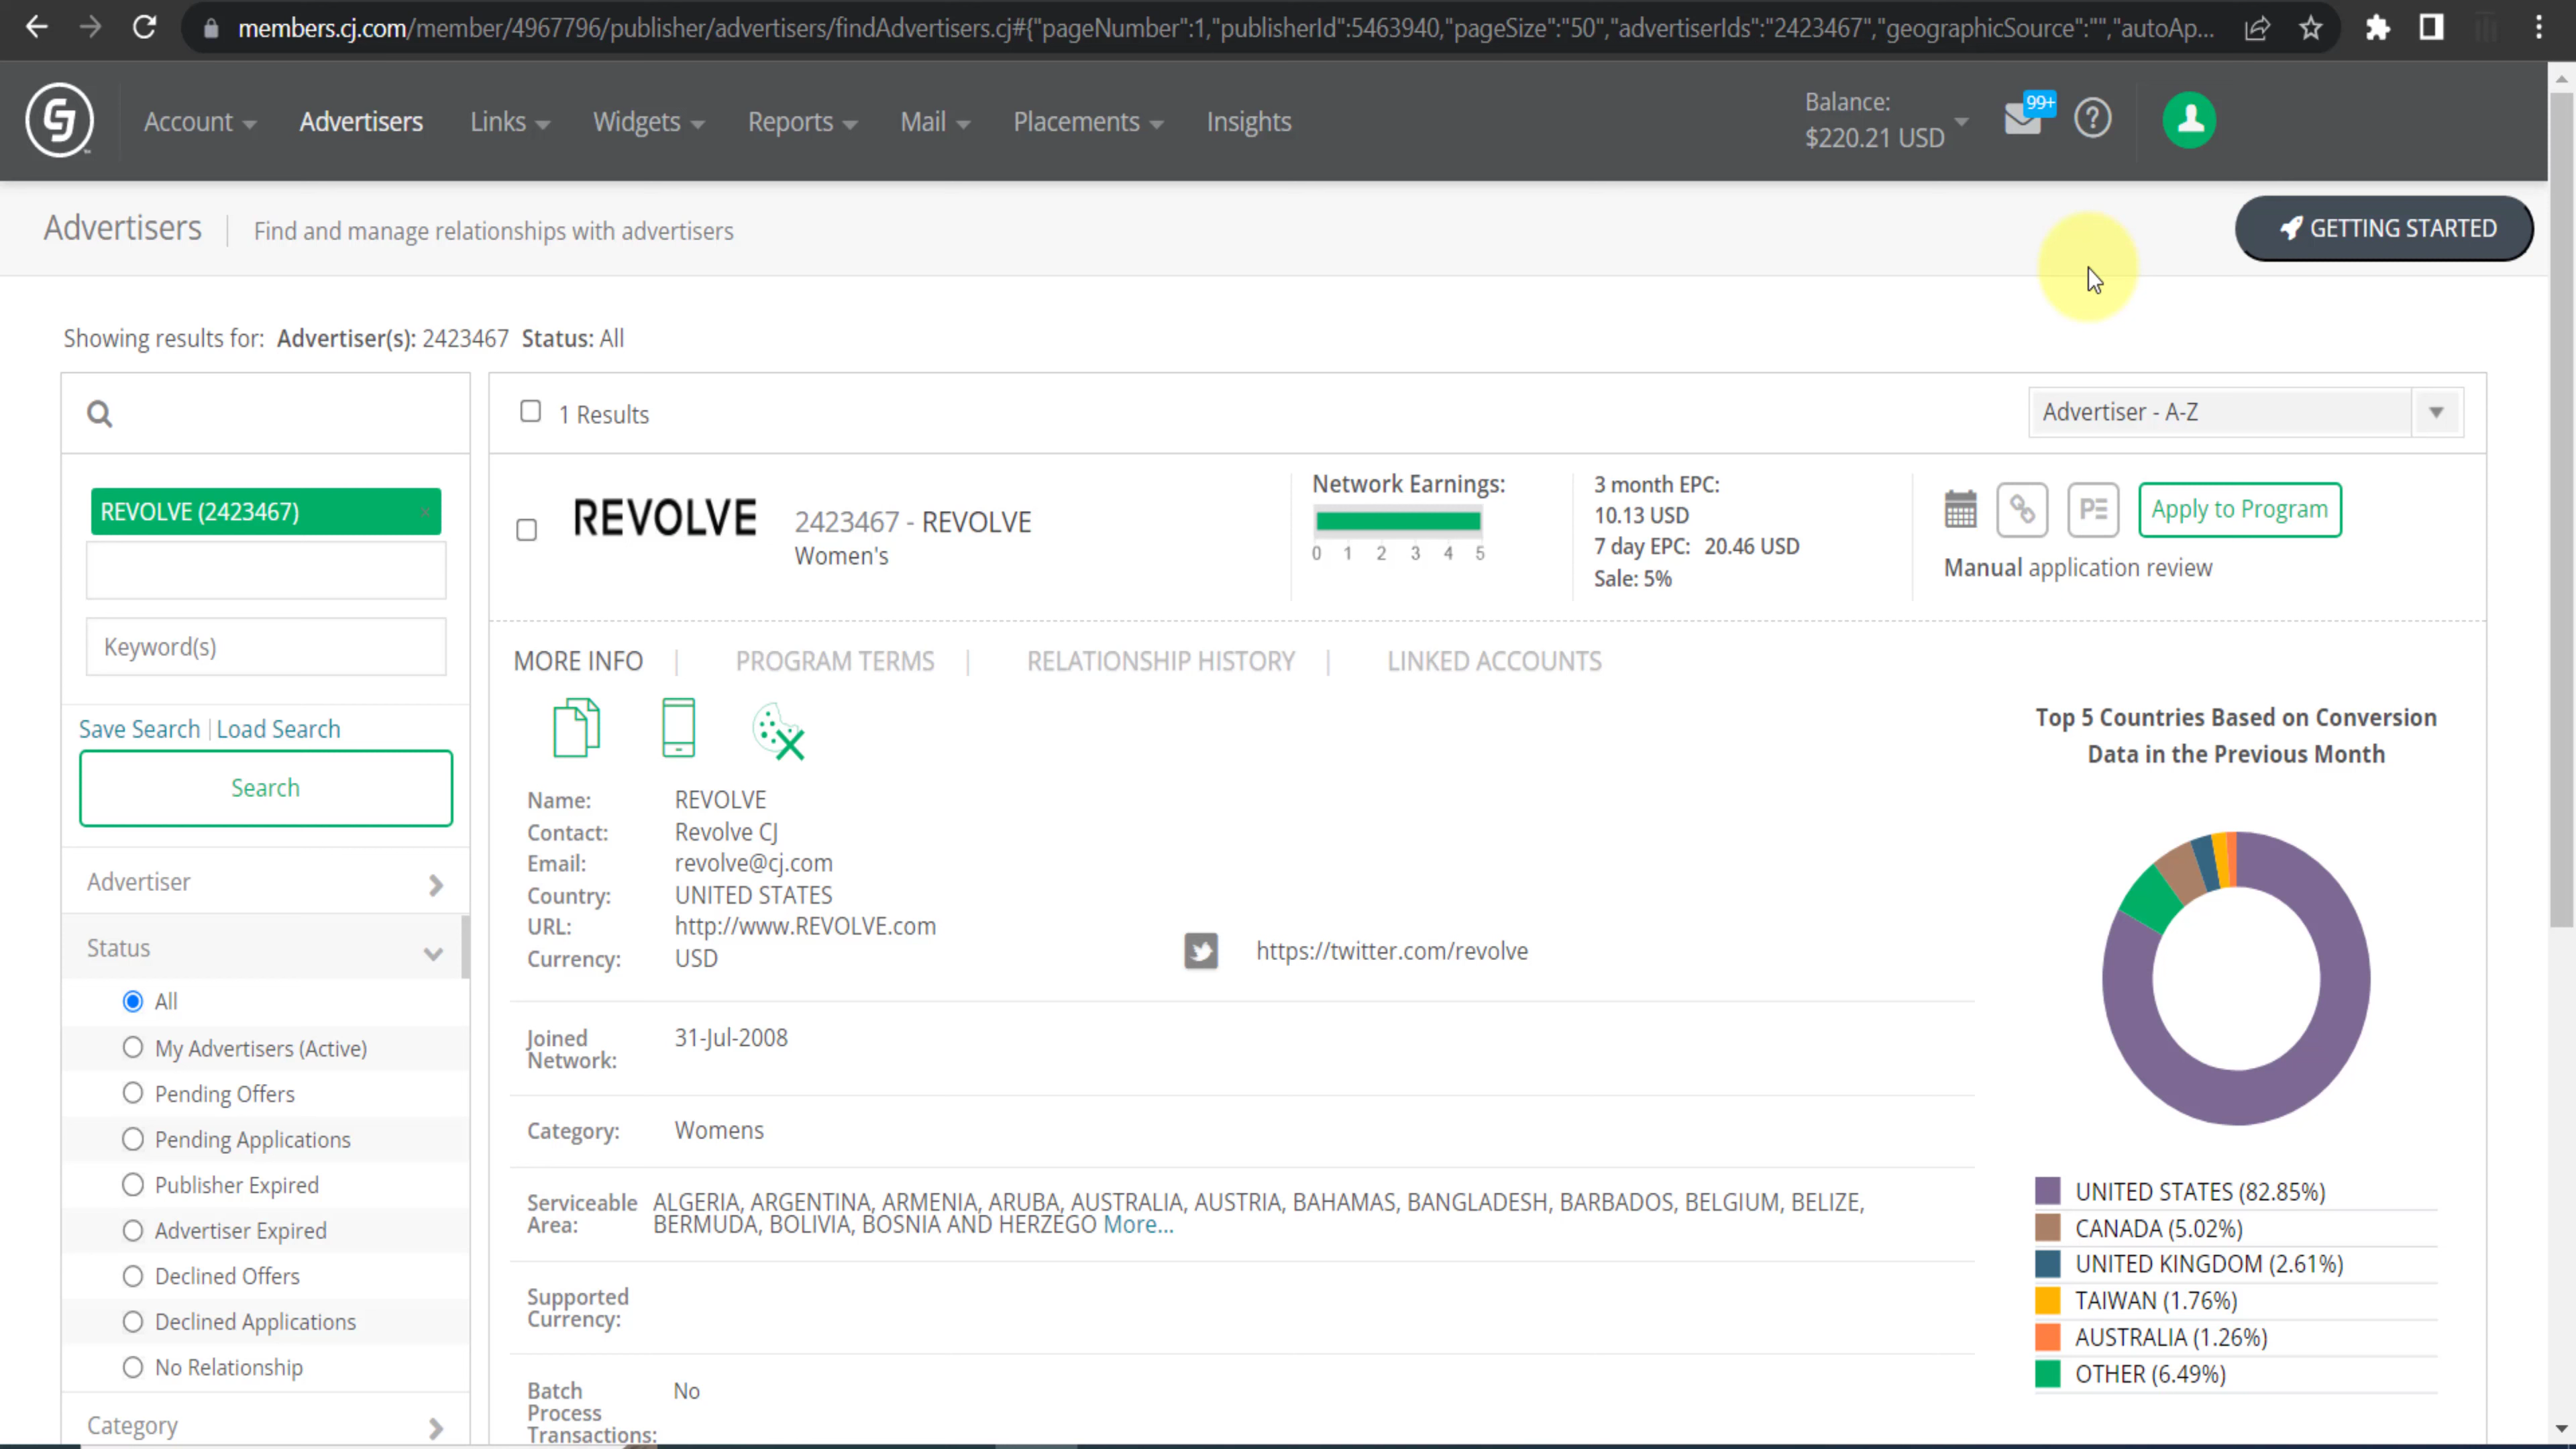 members.cj.com/member/4967796/publisher/advertisers/findAdvertisers.cj#{"pageNumber":1,"publisherId":5463940,"pageSize":"50","advertiserIds":"2423467","geographicSource":"","autoAp...
Account
Advertisers
Links
Widgets
Reports
Mail
Placements
Insights
Balance:
$220.21 USD
99+
Advertisers
Find and manage relationships with advertisers
GETTING STARTED
Showing results for: Advertiser(s): 2423467 Status: All
1 Results
Advertiser - A-Z
REVOLVE (2423467)
Keyword(s)
Save Search | Load Search
Search
Advertiser
Status
All
My Advertisers (Active)
Pending Offers
Pending Applications
Publisher Expired
Advertiser Expired
Declined Offers
Declined Applications
No Relationship
Category
REVOLVE
2423467 - REVOLVE
Women's
Network Earnings:
0 1 2 3 4 5
3 month EPC:
10.13 USD
7 day EPC: 20.46 USD
Sale: 5%
Apply to Program
Manual application review
MORE INFO | PROGRAM TERMS | RELATIONSHIP HISTORY | LINKED ACCOUNTS
Name: REVOLVE
Contact: Revolve CJ
Email: revolve@cj.com
Country: UNITED STATES
URL: http://www.REVOLVE.com
Currency: USD
https://twitter.com/revolve
Joined Network: 31-Jul-2008
Category: Womens
Serviceable Area: ALGERIA, ARGENTINA, ARMENIA, ARUBA, AUSTRALIA, AUSTRIA, BAHAMAS, BANGLADESH, BARBADOS, BELGIUM, BELIZE,
BERMUDA, BOLIVIA, BOSNIA AND HERZEGO More...
Supported
Currency:
Batch
Process
Transactions:
No
Top 5 Countries Based on Conversion
Data in the Previous Month
UNITED STATES (82.85%)
CANADA (5.02%)
UNITED KINGDOM (2.61%)
TAIWAN (1.76%)
AUSTRALIA (1.26%)
OTHER (6.49%)